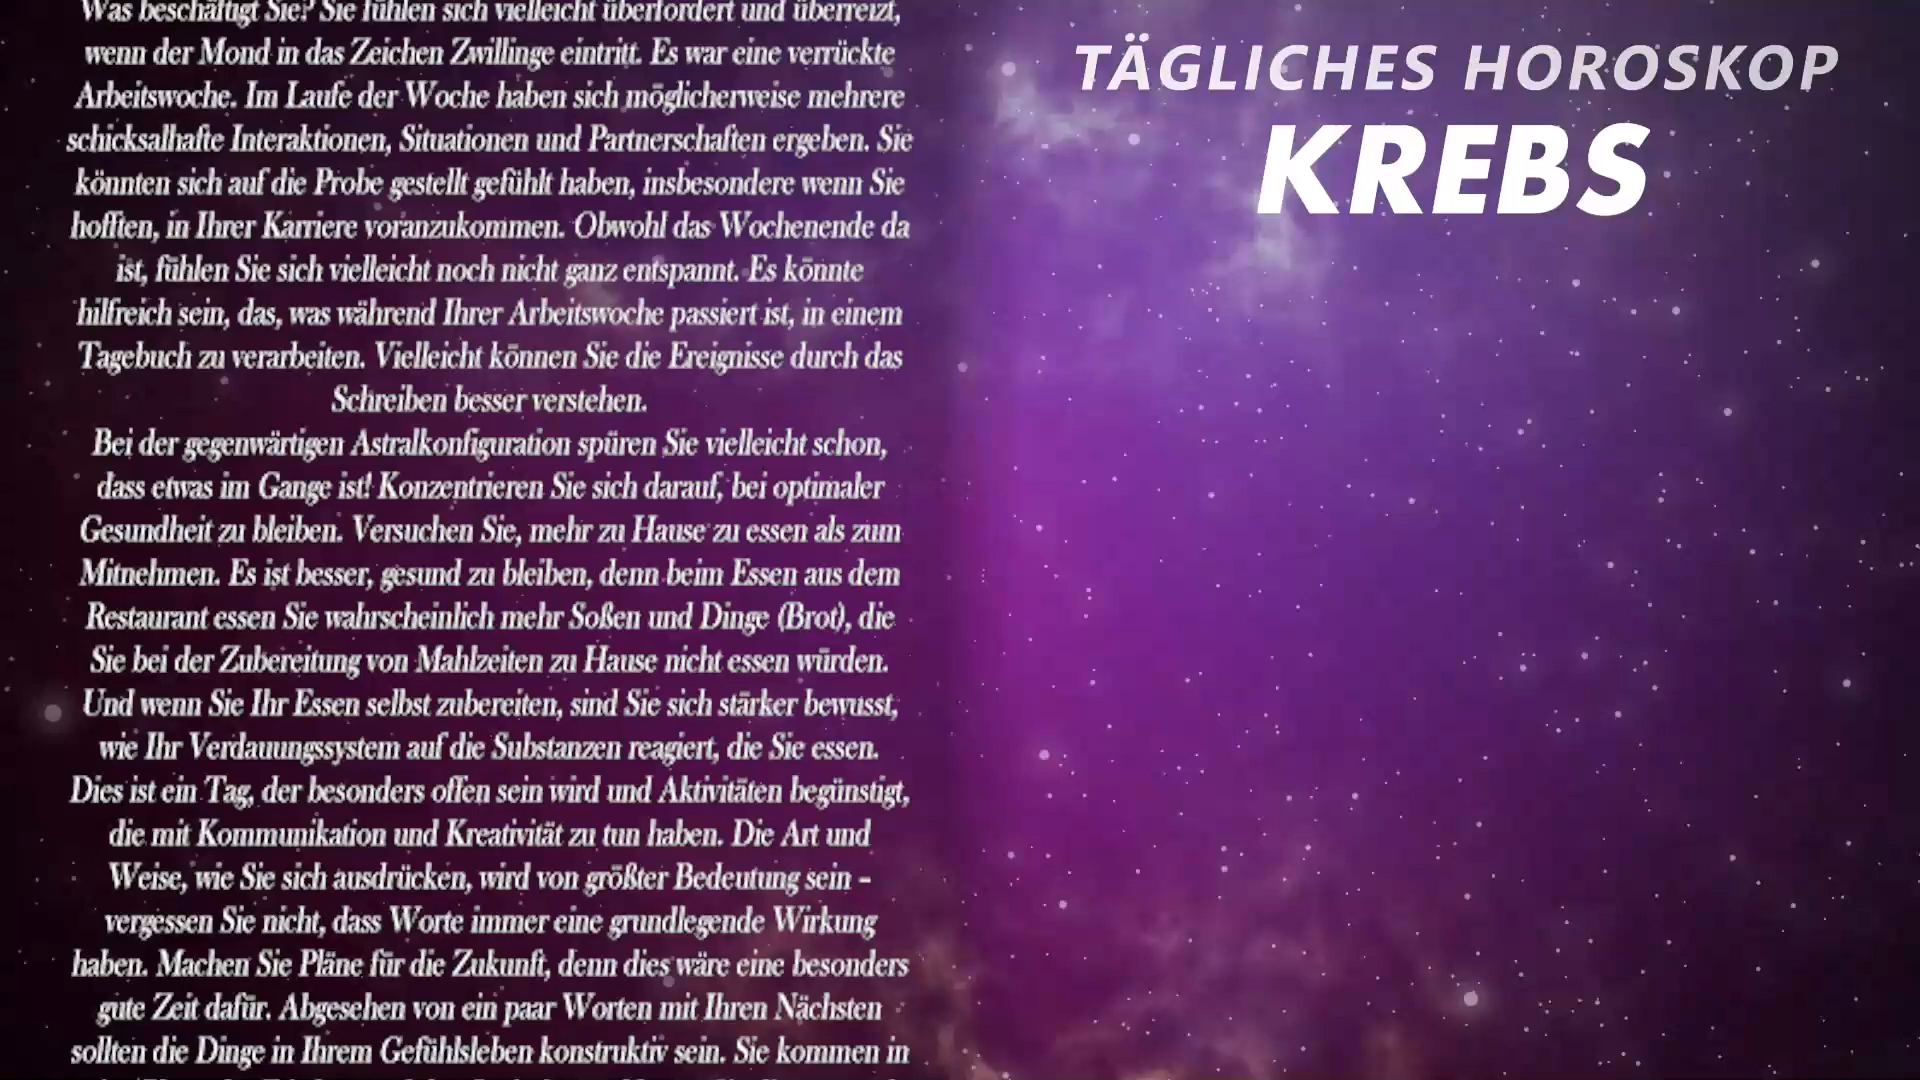 Was beschäftigt Sie? Sie fühlen sich vielleicht überfordert und überreizt,
wenn der Mond in das Zeichen Zwillinge eintritt. Es war eine verrückte
Arbeitswoche. Im Laufe der Woche haben sich möglicherweise mehrere
schicksalhafte Interaktionen, Situationen und Partnerschaften ergeben. Sie
könnten sich auf die Probe gestellt gefühlt haben, insbesondere wenn Sie
hofften, in Ihrer Karriere voranzukommen. Obwohl das Wochenende da
ist, fühlen Sie sich vielleicht noch nicht ganz entspannt. Es könnte
hilfreich sein, das, was während Ihrer Arbeitswoche passiert ist, in einem
Tagebuch zu verarbeiten. Vielleicht können Sie die Ereignisse durch das
Schreiben besser verstehen.
Bei der gegenwärtigen Astralkonfiguration spüren Sie vielleicht schon,
dass etwas im Gange ist! Konzentrieren Sie sich darauf, bei optimaler
Gesundheit zu bleiben. Versuchen Sie, mehr zu Hause zu essen als zum
Mitnehmen. Es ist besser, gesund zu bleiben, denn beim Essen aus dem
Restaurant essen Sie wahrscheinlich mehr Soßen und Dinge (Brot), die
Sie bei der Zubereitung von Mahlzeiten zu Hause nicht essen würden.
Und wenn Sie Ihr Essen selbst zubereiten, sind Sie sich stärker bewusst,
wie Ihr Verdauungssystem auf die Substanzen reagiert, die Sie essen.
Dies ist ein Tag, der besonders offen sein wird und Aktivitäten begünstigt,
die mit Kommunikation und Kreativität zu tun haben. Die Art und
Weise, wie Sie sich ausdrücken, wird von größter Bedeutung sein –
vergessen Sie nicht, dass Worte immer eine grundlegende Wirkung
haben. Machen Sie Pläne für die Zukunft, denn dies wäre eine besonders
gute Zeit dafür. Abgesehen von ein paar Worten mit Ihren Nächsten
sollten die Dinge in Ihrem Gefühlsleben konstruktiv sein. Sie kommen in
TÄGLICHES HOROSKOP
KREBS